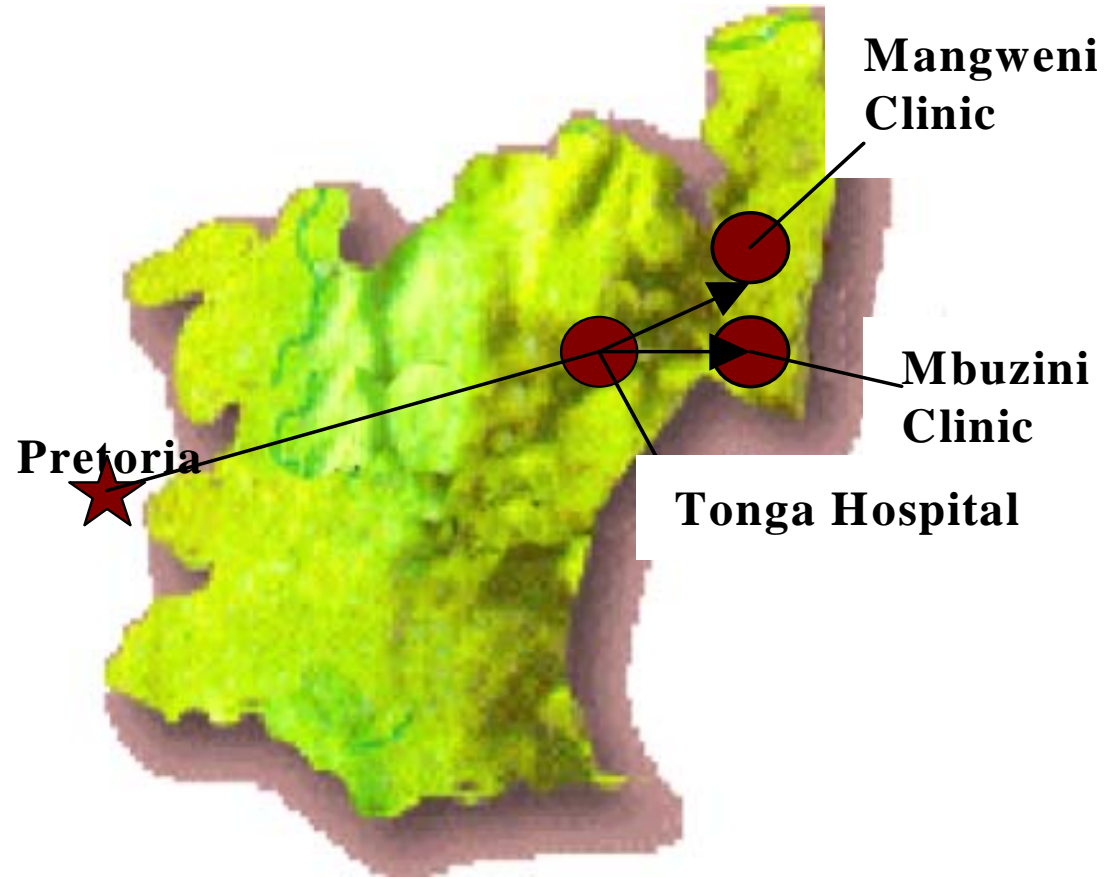 Mangweni
Clinic
Mbuzini
Clinic
Pretoria
Tonga Hospital